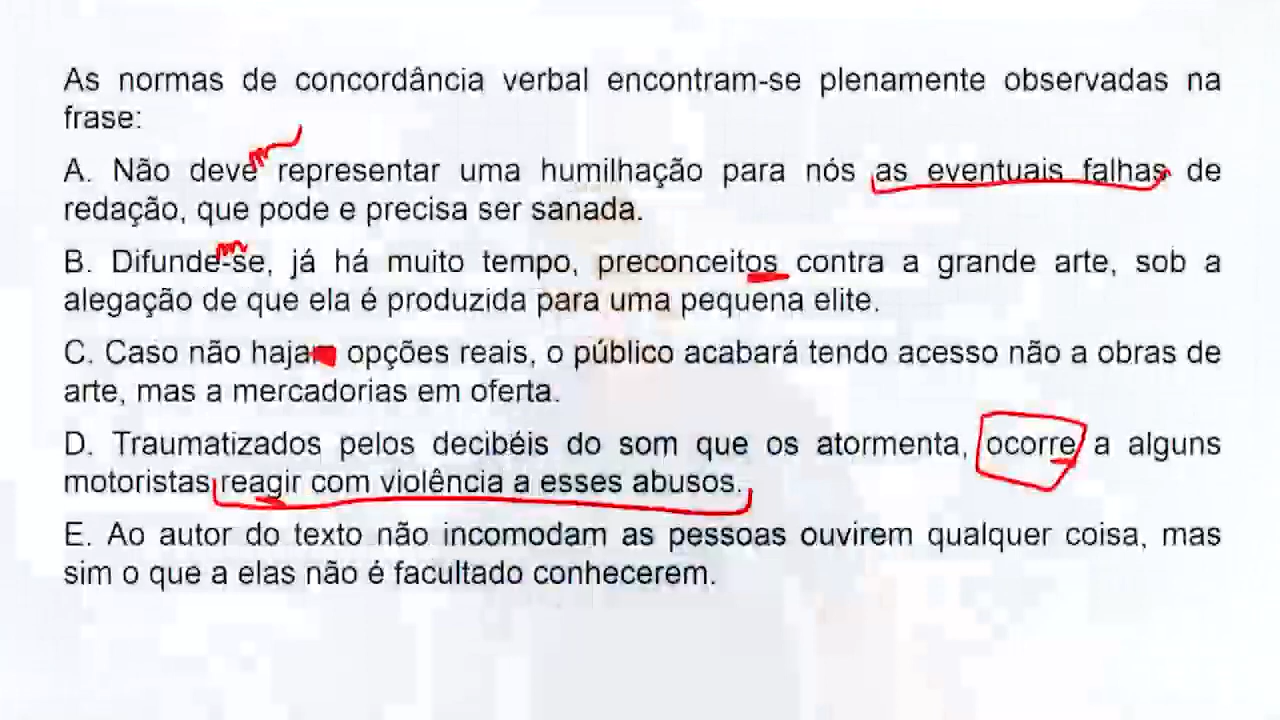 As normas de concordância verbal encontram-se plenamente observadas na
frase:
A. Não deve m representar uma humilhação para nós as eventuais falhas de
redação, que pode e precisa ser sanada.
B. Difunde-se, já há muito tempo, preconceitos contra a grande arte, sob a
alegação de que ela é produzida para uma pequena elite.
C. Caso não hajam opções reais, o público acabará tendo acesso não a obras de
arte, mas a mercadorias em oferta.
D. Traumatizados pelos decibéis do som que os atormenta, ocorre a alguns
motoristas reagir com violência a esses abusos.
E. Ao autor do texto não incomodam as pessoas ouvirem qualquer coisa, mas
sim o que a elas não é facultado conhecerem.